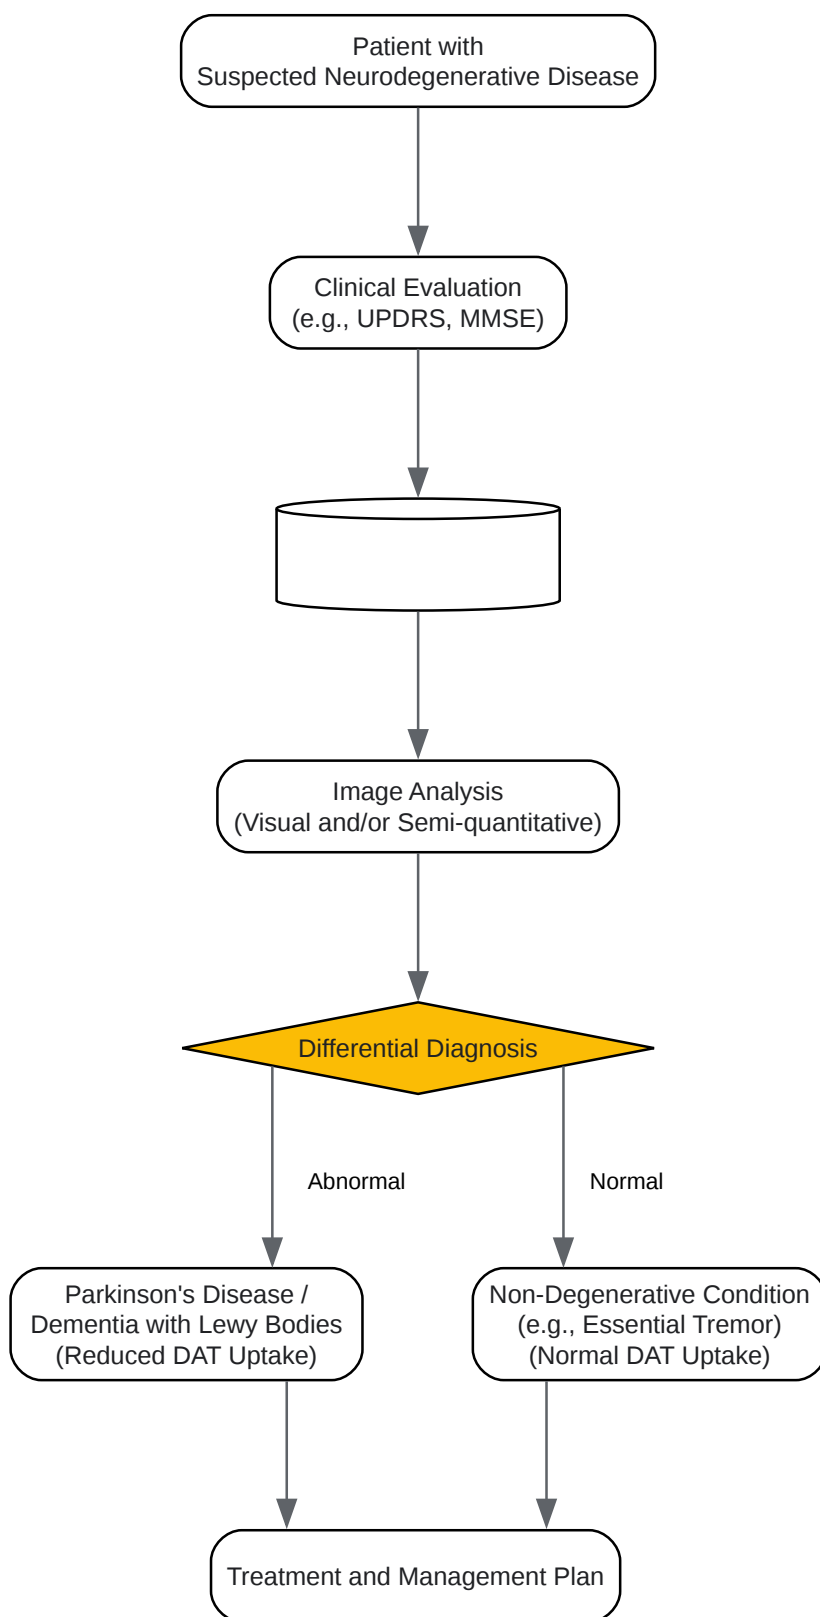 Patient with
Suspected Neurodegenerative Disease
Clinical Evaluation
(e.g., UPDRS, MMSE)
Image Analysis
(Visual and/or Semi-quantitative)
Differential Diagnosis
Abnormal
Normal
Parkinson's Disease /
Dementia with Lewy Bodies
(Reduced DAT Uptake)
Non-Degenerative Condition
(e.g., Essential Tremor)
(Normal DAT Uptake)
Treatment and Management Plan